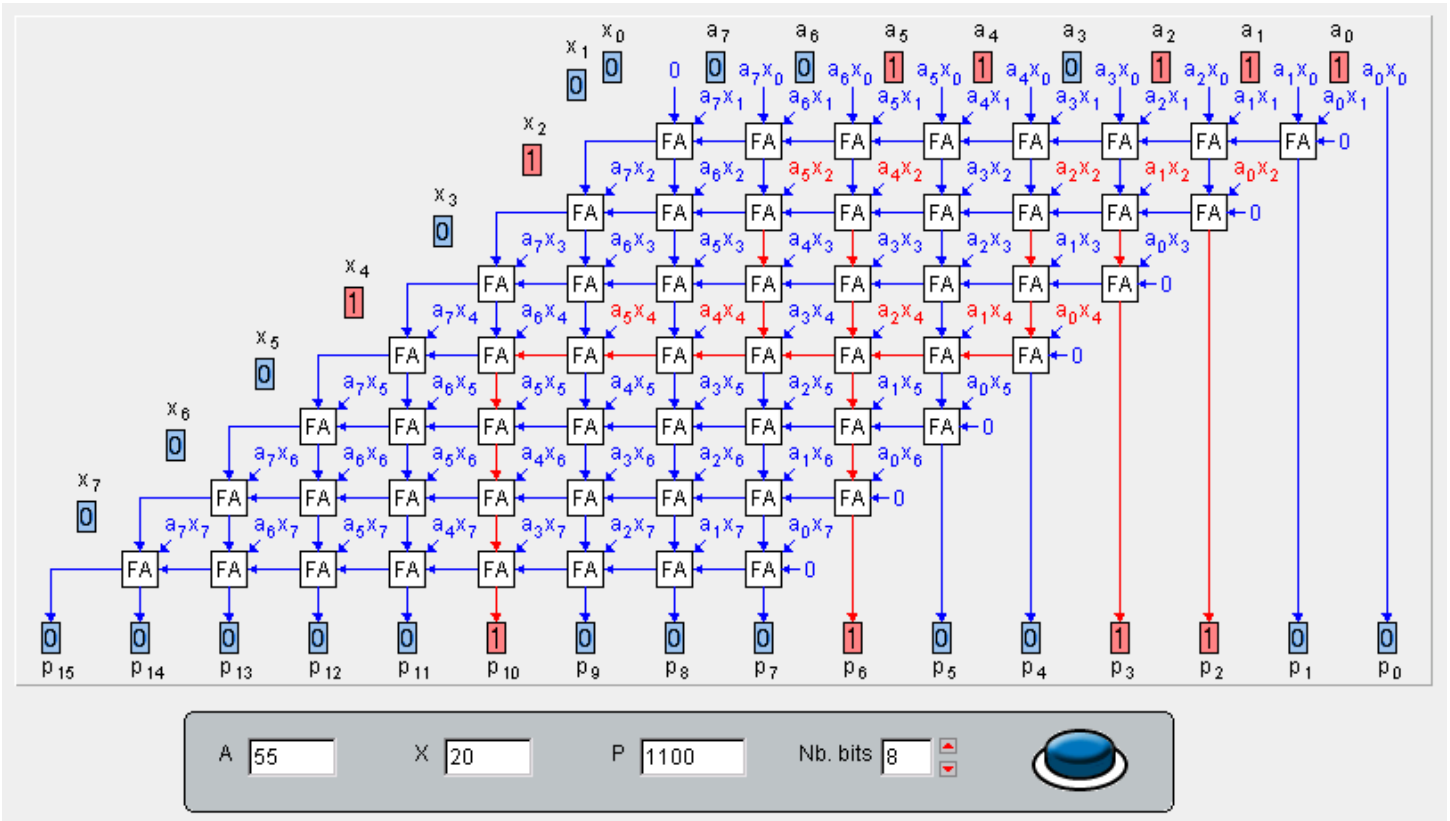 x0 a7 a6 a5 a4 a3 a2 a1 a0
x1 0 0 0 1 1 0 1 1 1
0 0 a7x0 a6x0 a5x0 a4x0 a3x0 a2x0 a1x0 a0x0
a7x1 a6x1 a5x1 a4x1 a3x1 a2x1 a1x1 a0x1
x2 FA FA FA FA FA FA FA FA 0
1 a7x2 a6x2 a5x2 a4x2 a3x2 a2x2 a1x2 a0x2
x3 FA FA FA FA FA FA FA FA 0
0 a7x3 a6x3 a5x3 a4x3 a3x3 a2x3 a1x3 a0x3
x4 FA FA FA FA FA FA FA FA 0
1 a7x4 a6x4 a5x4 a4x4 a3x4 a2x4 a1x4 a0x4
x5 FA FA FA FA FA FA FA FA 0
0 a7x5 a6x5 a5x5 a4x5 a3x5 a2x5 a1x5 a0x5
x6 FA FA FA FA FA FA FA FA 0
0 a7x6 a6x6 a5x6 a4x6 a3x6 a2x6 a1x6 a0x6
x7 FA FA FA FA FA FA FA FA 0
0 a7x7 a6x7 a5x7 a4x7 a3x7 a2x7 a1x7 a0x7
FA FA FA FA FA FA FA FA 0
0 0 0 0 0 1 0 0 0 1 0 0 1 1 0 0
p15 p14 p13 p12 p11 p10 p9 p8 p7 p6 p5 p4 p3 p2 p1 p0
A 55 X 20 P 1100 Nb. bits 8